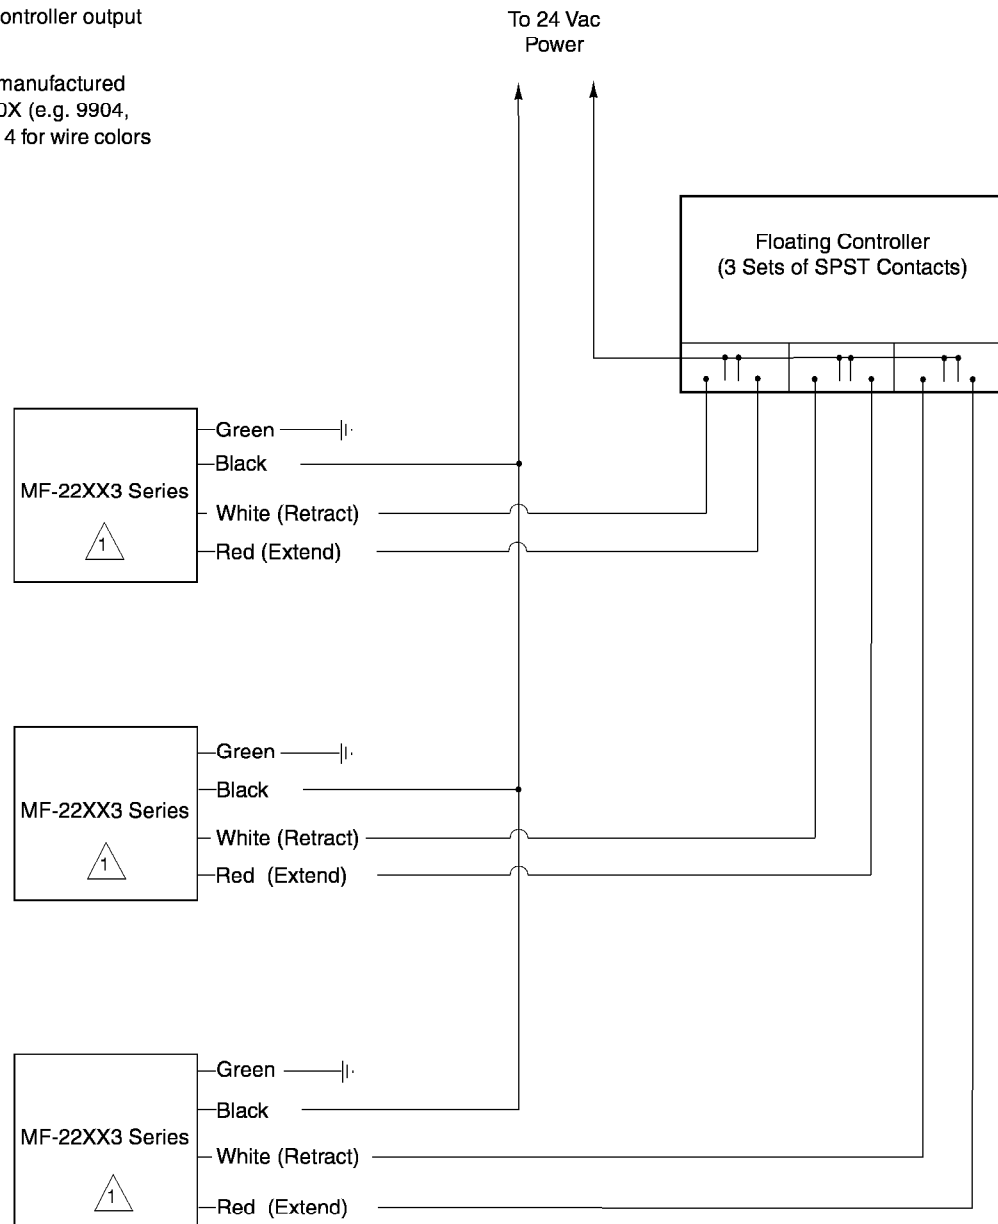 ontroller output
manufactured
0X (e.g. 9904,
4 for wire colors
To 24 Vac
Power
Floating Controller
(3 Sets of SPST Contacts)
MF-22XX3 Series
1
Green
Black
White (Retract)
Red (Extend)
MF-22XX3 Series
1
Green
Black
White (Retract)
Red (Extend)
MF-22XX3 Series
1
Green
Black
White (Retract)
Red (Extend)